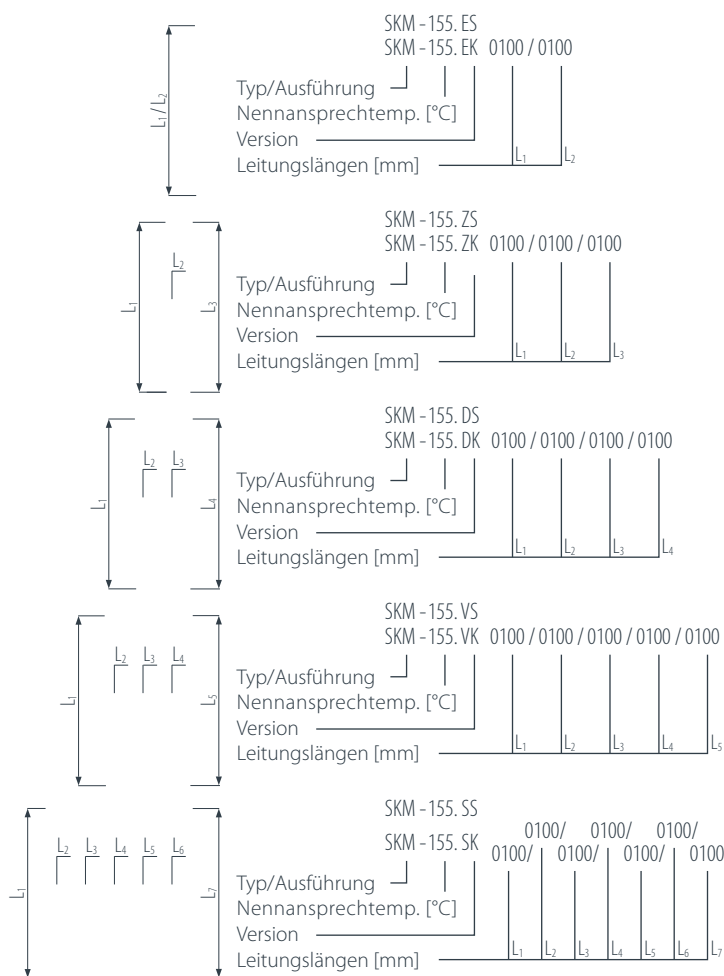 SKM - 155. ES
SKM - 155. EK 0100 / 0100
L1 / L2
Typ/Ausführung
Nennansprechtemp. [°C]
Version
Leitungslängen [mm]
L1 L2
SKM - 155. ZS
SKM - 155. ZK 0100 / 0100 / 0100
L2
L1 L3
Typ/Ausführung
Nennansprechtemp. [°C]
Version
Leitungslängen [mm]
L1 L2 L3
SKM - 155. DS
SKM - 155. DK 0100 / 0100 / 0100 / 0100
L2 L3
L1 L4
Typ/Ausführung
Nennansprechtemp. [°C]
Version
Leitungslängen [mm]
L1 L2 L3 L4
SKM - 155. VS
SKM - 155. VK 0100 / 0100 / 0100 / 0100 / 0100
L2 L3 L4
L1 L5
Typ/Ausführung
Nennansprechtemp. [°C]
Version
Leitungslängen [mm]
L1 L2 L3 L4 L5
SKM - 155. SS
SKM - 155. SK
0100/ 0100/ 0100/
0100/ 0100/ 0100/ 0100
L2 L3 L4 L5 L6
L1 L7
Typ/Ausführung
Nennansprechtemp. [°C]
Version
Leitungslängen [mm]
L1 L2 L3 L4 L5 L6 L7